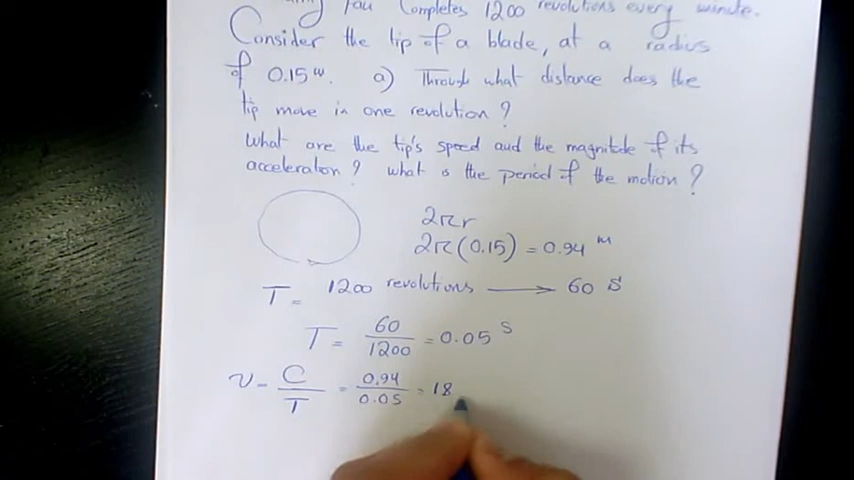 fan Completes 1200 revolutions every minute.
Consider the tip of a blade, at a radius
of 0.15 m. a) Through what distance does the
tip move in one revolution?
What are the tip's speed and the magnitude of its
acceleration? what is the period of the motion?
2πr
2π(0.15) = 0.94 m
T = 1200 revolutions → 60 S
T = 60/1200 = 0.05 S
v = C/T = 0.94/0.05 = 18